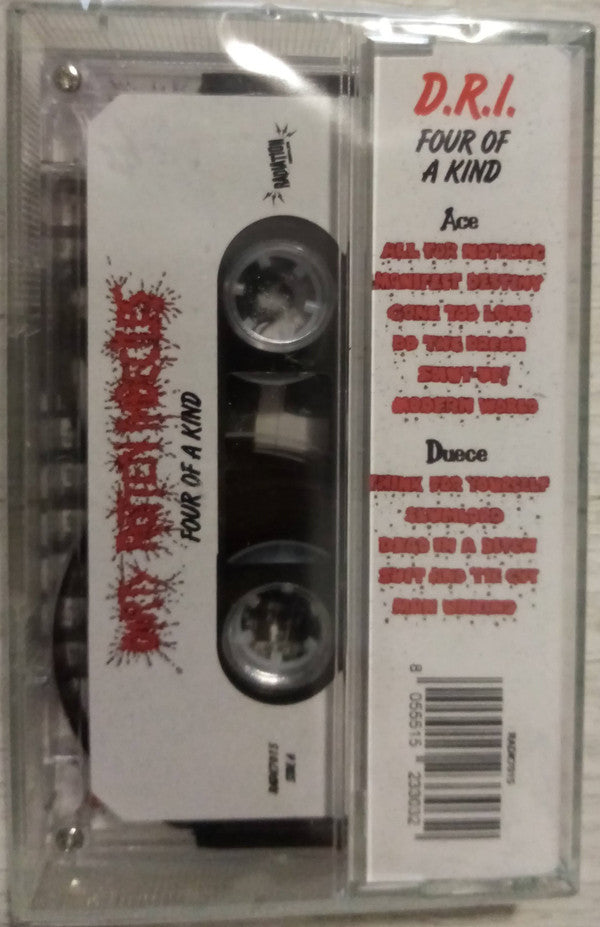 D.R.I.
FOUR OF
A KIND
Ace
ALL FOR NOTHING
MANIFEST DESTINY
GONE TOO LONG
DO THE DREAM
SHUT-UP!
MODERN WORLD
Duece
THINK FOR YOURSELF
SLUMLORD
DEAD IN A DITCH
SUIT AND TIE GUY
MAN UNKIND
8 055515 233032
RADIATION
DIRTY ROTTEN IMBECILES
FOUR OF A KIND